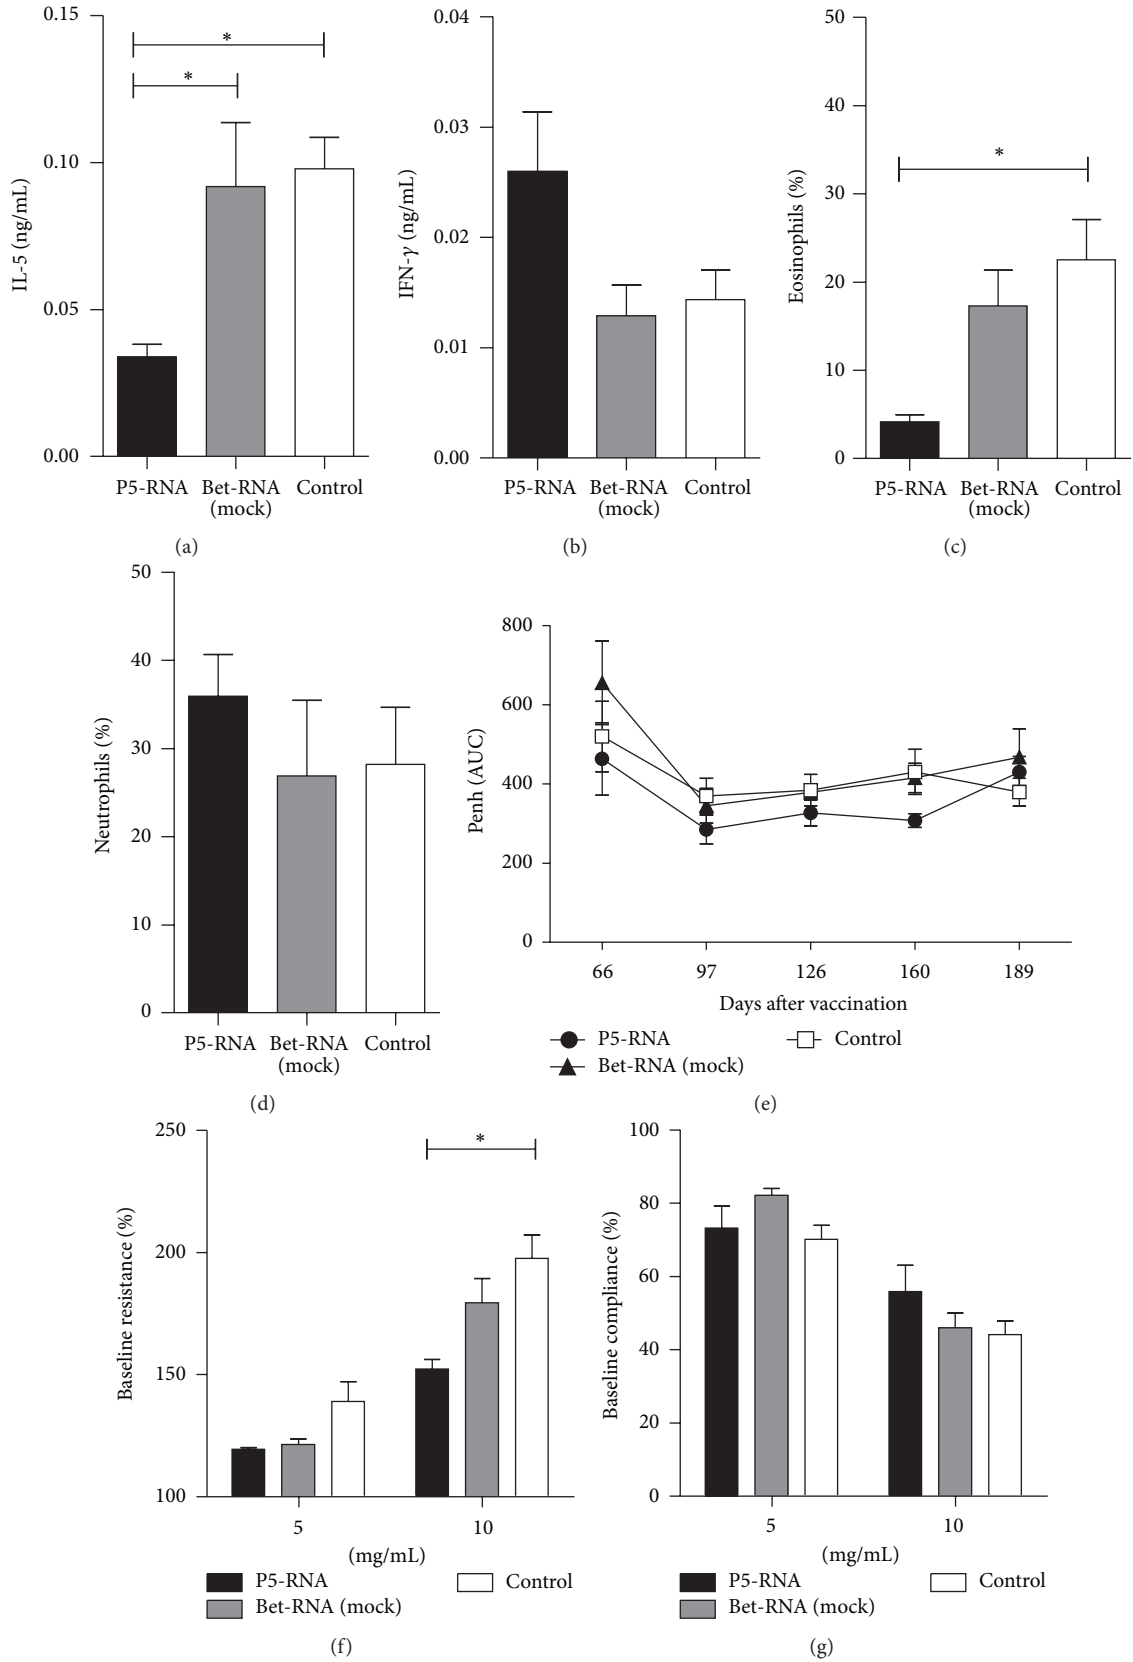 0.15
0.10
0.05
0.00
IL-5 (ng/mL)
*
*
P5-RNA
Bet-RNA
(mock)
Control
(a)
0.04
0.03
0.02
0.01
0.00
IFN-γ (ng/mL)
P5-RNA
Bet-RNA
(mock)
Control
(b)
50
40
30
20
10
0
Eosinophils (%)
*
P5-RNA
Bet-RNA
(mock)
Control
(c)
50
40
30
20
10
0
Neutrophils (%)
P5-RNA
Bet-RNA
(mock)
Control
(d)
800
600
400
200
0
Penh (AUC)
66
97
126
160
189
Days after vaccination
P5-RNA
Bet-RNA (mock)
Control
(e)
250
200
150
100
Baseline resistance (%)
*
5
10
(mg/mL)
P5-RNA
Bet-RNA (mock)
Control
(f)
100
80
60
40
20
0
Baseline compliance (%)
5
10
(mg/mL)
P5-RNA
Bet-RNA (mock)
Control
(g)